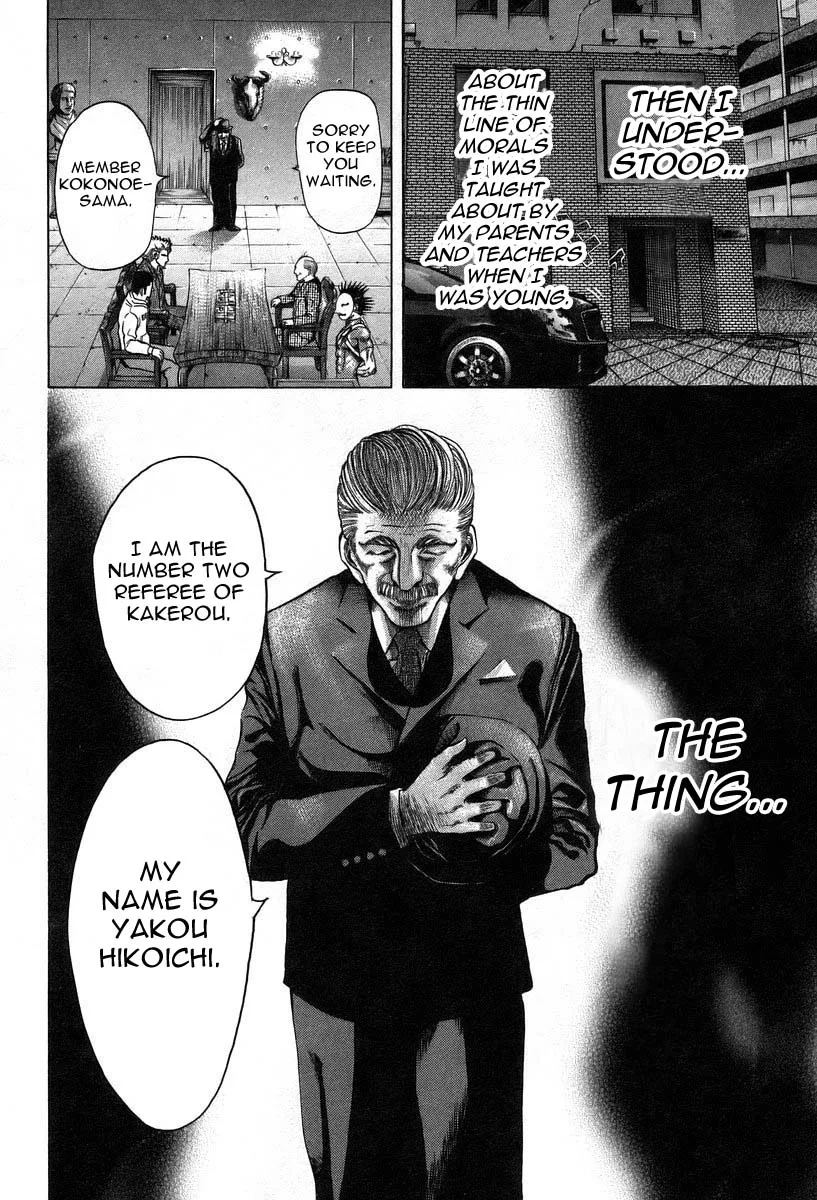 THEN I
UNDER-
STOOD...
ABOUT
THE THIN
LINE OF
MORALS
I WAS
TAUGHT
ABOUT BY
MY PARENTS
AND TEACHERS
WHEN I
WAS YOUNG.
SORRY
TO KEEP
YOU
WAITING.
MEMBER
KOKONOE-
SAMA.
I AM THE
NUMBER TWO
REFEREE OF
KAKEROU.
THE
THING...
MY
NAME IS
YAKOU
HIKOICHI.